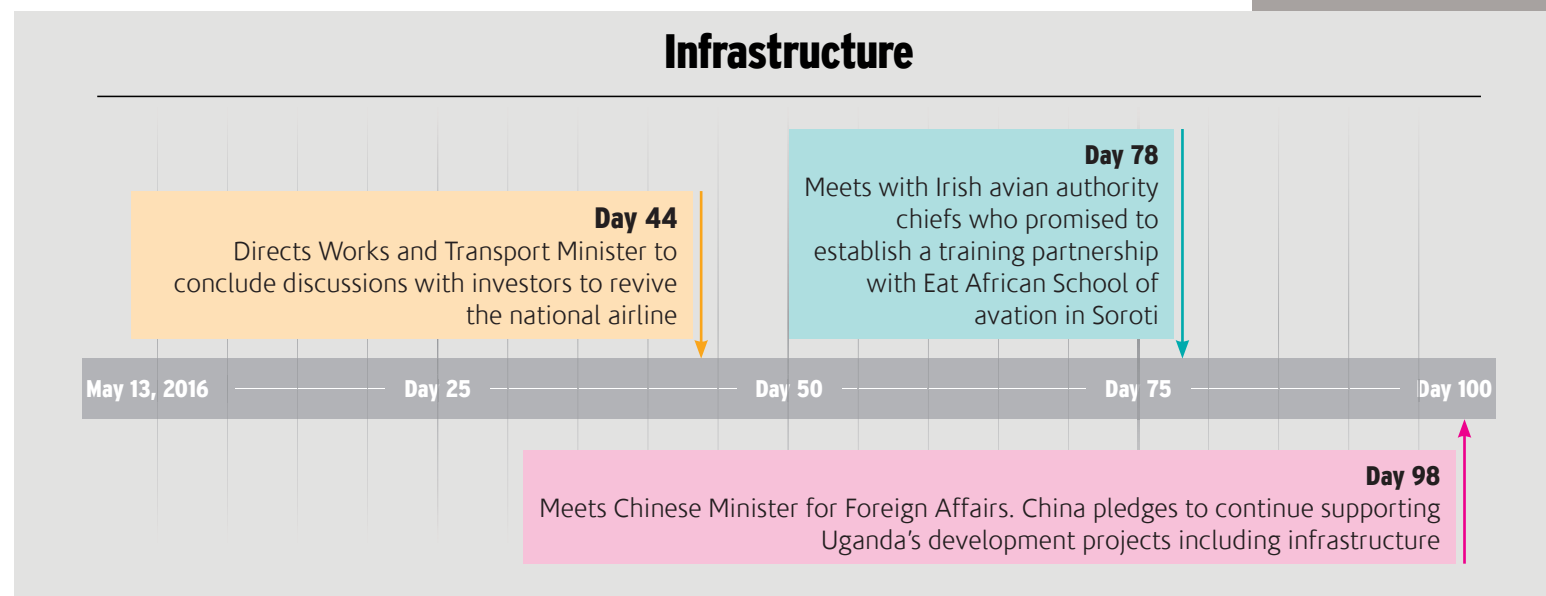 Infrastructure
Day 44
Directs Works and Transport Minister to
conclude discussions with investors to revive
the national airline
Day 78
Meets with Irish avian authority
chiefs who promised to
establish a training partnership
with Eat African School of
avation in Soroti
May 13, 2016
Day 25
Day 50
Day 75
Day 100
Day 98
Meets Chinese Minister for Foreign Affairs. China pledges to continue supporting
Uganda's development projects including infrastructure